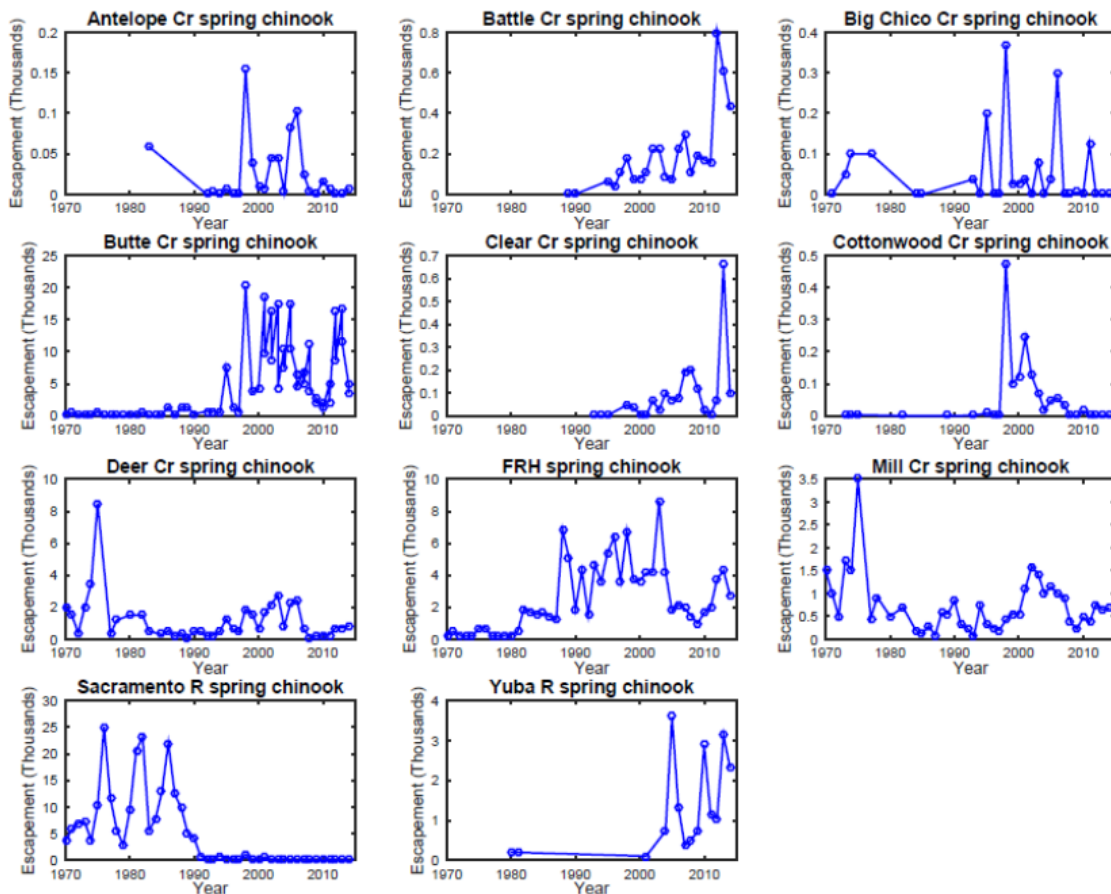 Antelope Cr spring chinook
Escapement (Thousands)
0.2
0.15
0.1
0.05
0
1970 1980 1990 2000 2010
Year
Battle Cr spring chinook
Escapement (Thousands)
0.8
0.6
0.4
0.2
0
1970 1980 1990 2000 2010
Year
Big Chico Cr spring chinook
Escapement (Thousands)
0.4
0.3
0.2
0.1
0
1970 1980 1990 2000 2010
Year
Butte Cr spring chinook
Escapement (Thousands)
25
20
15
10
5
0
1970 1980 1990 2000 2010
Year
Clear Cr spring chinook
Escapement (Thousands)
0.7
0.6
0.5
0.4
0.3
0.2
0.1
0
1970 1980 1990 2000 2010
Year
Cottonwood Cr spring chinook
Escapement (Thousands)
0.5
0.4
0.3
0.2
0.1
0
1970 1980 1990 2000 2010
Year
Deer Cr spring chinook
Escapement (Thousands)
10
8
6
4
2
0
1970 1980 1990 2000 2010
Year
FRH spring chinook
Escapement (Thousands)
10
8
6
4
2
0
1970 1980 1990 2000 2010
Year
Mill Cr spring chinook
Escapement (Thousands)
3.5
3
2.5
2
1.5
1
0.5
0
1970 1980 1990 2000 2010
Year
Sacramento R spring chinook
Escapement (Thousands)
30
25
20
15
10
5
0
1970 1980 1990 2000 2010
Year
Yuba R spring chinook
Escapement (Thousands)
4
3
2
1
0
1970 1980 1990 2000 2010
Year